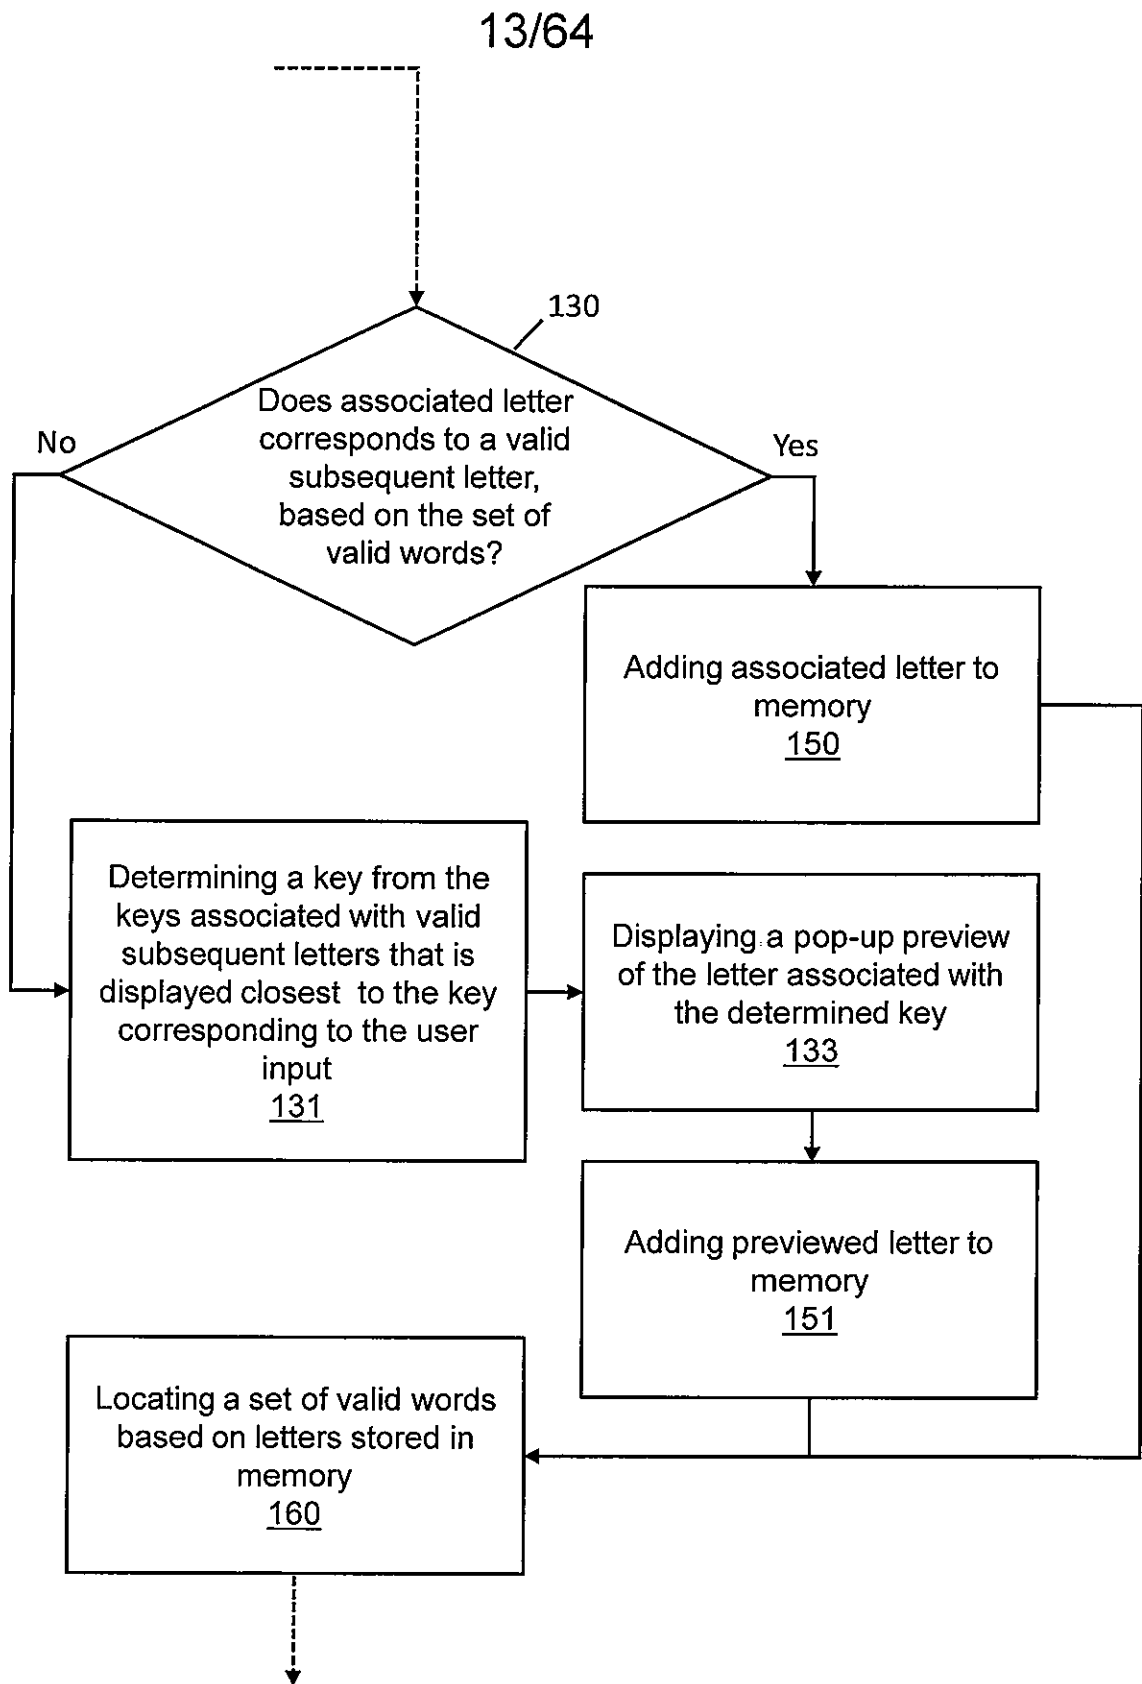 13/64
130
Does associated letter
corresponds to a valid
subsequent letter,
based on the set of
valid words?
No
Yes
Adding associated letter to
memory
150
Determining a key from the
keys associated with valid
subsequent letters that is
displayed closest to the key
corresponding to the user
input
131
Displaying a pop-up preview
of the letter associated with
the determined key
133
Adding previewed letter to
memory
151
Locating a set of valid words
based on letters stored in
memory
160